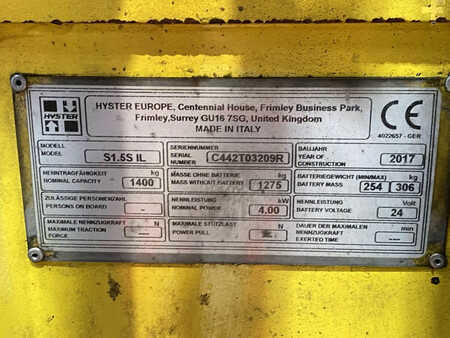 HYSTER
HYSTER EUROPE, Centennial House, Frimley Business Park,
Frimley,Surrey GU16 7SG, United Kingdom
MADE IN ITALY
CE
4022657 - GER
MODELL
MODEL
S1.5S IL
SERIENNUMMER
SERIAL NUMBER
C442T03209R
BAUJAHR
YEAR OF CONSTRUCTION
2017
NENNTRAGFÄHIGKEIT kg
NOMINAL CAPACITY
1400
MASSE OHNE BATTERIE kg
MASS WITHOUT BATTERY
1275
BATTERIEGEWICHT (MIN/MAX) kg
BATTERY MASS
254 306
ZULÄSSIGE PERSONENZAHL
PERSONS ON BOARD
NENNLEISTUNG kW
NOMINAL POWER
4.00
NENNLEISTUNG Volt
BATTERY VOLTAGE
24
MAXIMALE NENNZUGKRAFT N
MAXIMUM TRACTION FORCE
---
MAXIMALE STÜTZLAST N
POWER PULL
DAUER DER MAXIMALEN NENNZUGKRAFT min
EXERTED TIME
---